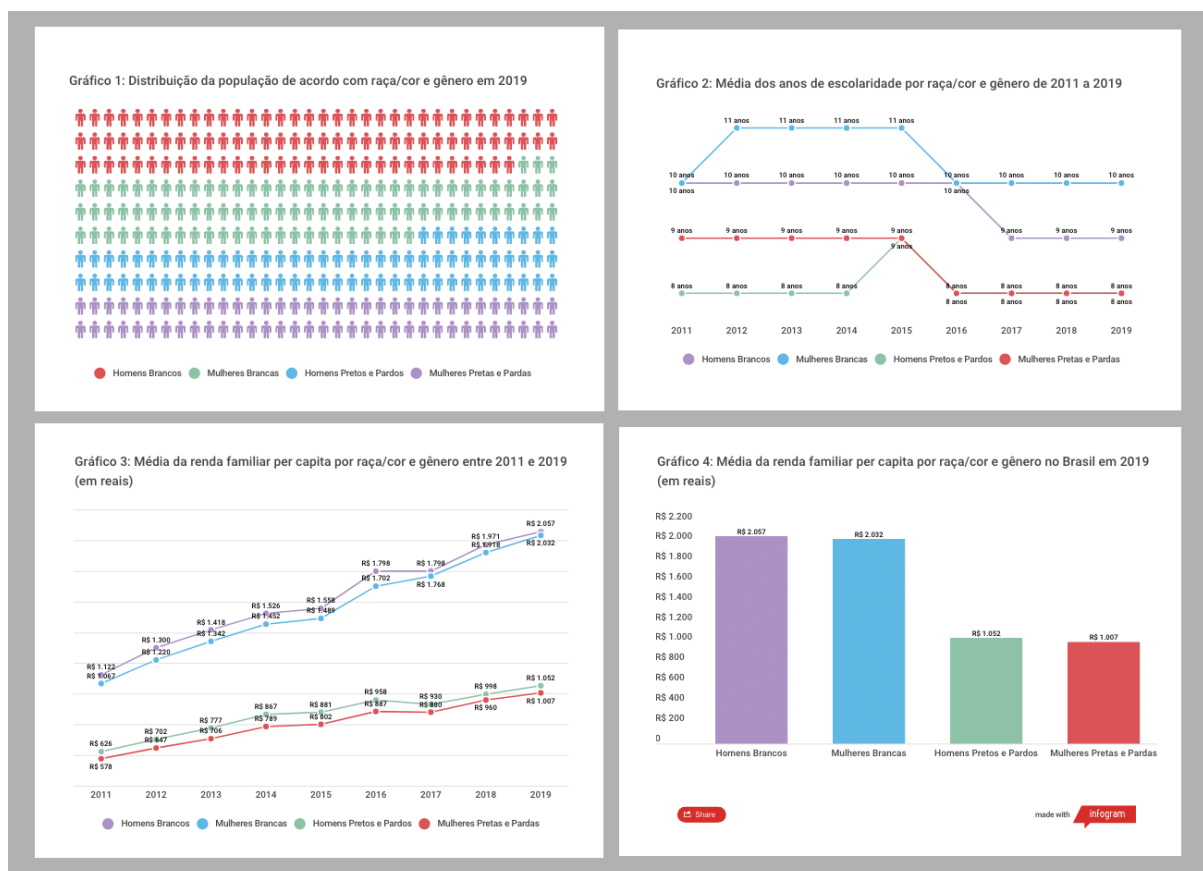 Gráfico 1: Distribuição da população de acordo com raça/cor e gênero em 2019
Homens Brancos Mulheres Brancas Homens Pretos e Pardos Mulheres Pretas e Pardas
Gráfico 2: Média dos anos de escolaridade por raça/cor e gênero de 2011 a 2019
11 anos 11 anos 11 anos 11 anos
10 anos 10 anos 10 anos 10 anos 10 anos 10 anos 10 anos 10 anos 10 anos
10 anos 10 anos
9 anos 9 anos 9 anos 9 anos 9 anos 9 anos 9 anos 9 anos
9 anos
8 anos 8 anos 8 anos 8 anos 8 anos 8 anos 8 anos 8 anos
8 anos 8 anos 8 anos 8 anos
2011 2012 2013 2014 2015 2016 2017 2018 2019
Homens Brancos Mulheres Brancas Homens Pretos e Pardos Mulheres Pretas e Pardas
Gráfico 3: Média da renda familiar per capita por raça/cor e gênero entre 2011 e 2019
(em reais)
R$ 1.122 R$ 1.300 R$ 1.418 R$ 1.526 R$ 1.558 R$ 1.798 R$ 1.798 R$ 1.971 R$ 2.057
R$ 1.067 R$ 1.220 R$ 1.342 R$ 1.452 R$ 1.489 R$ 1.702 R$ 1.768 R$ 1.918 R$ 2.032
R$ 626 R$ 702 R$ 777 R$ 867 R$ 881 R$ 958 R$ 930 R$ 998 R$ 1.052
R$ 578 R$ 647 R$ 706 R$ 789 R$ 802 R$ 887 R$ 880 R$ 960 R$ 1.007
2011 2012 2013 2014 2015 2016 2017 2018 2019
Homens Brancos Mulheres Brancas Homens Pretos e Pardos Mulheres Pretas e Pardas
Gráfico 4: Média da renda familiar per capita por raça/cor e gênero no Brasil em 2019
(em reais)
R$ 2.200
R$ 2.000
R$ 1.800
R$ 1.600
R$ 1.400
R$ 1.200
R$ 1.000
R$ 800
R$ 600
R$ 400
R$ 200
0
R$ 2.057 R$ 2.032 R$ 1.052 R$ 1.007
Homens Brancos Mulheres Brancas Homens Pretos e Pardos Mulheres Pretas e Pardas
Share
made with infogram